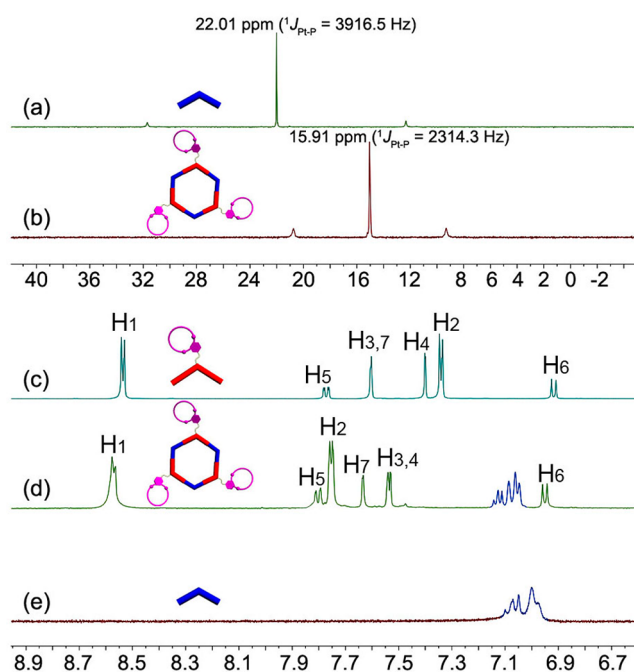 22.01 ppm (¹J_Pt-P = 3916.5 Hz)
(a)
15.91 ppm (¹J_Pt-P = 2314.3 Hz)
(b)
40 36 32 28 24 20 16 12 8 6 4 2 0 -2
H1 H5 H3,7 H4 H2 H6
(c)
H1 H5 H2 H7 H3,4 H6
(d)
(e)
8.9 8.7 8.5 8.3 8.1 7.9 7.7 7.5 7.3 7.1 6.9 6.7